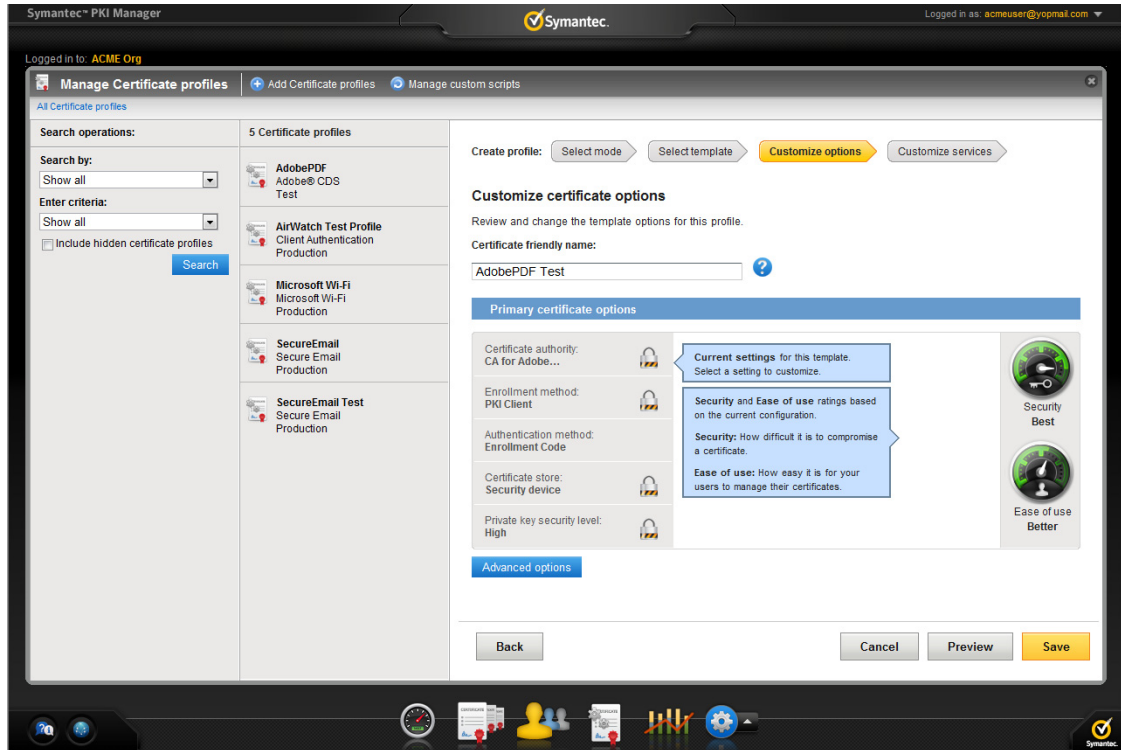 Symantec™ PKI Manager
Symantec.
Logged in as: acmeuser@yopmail.com
Logged in to: ACME Org
Manage Certificate profiles
Add Certificate profiles
Manage custom scripts
All Certificate profiles
Search operations:
Search by:
Show all
Enter criteria:
Show all
Include hidden certificate profiles
Search
5 Certificate profiles
AdobePDF
Adobe® CDS
Test
AirWatch Test Profile
Client Authentication
Production
Microsoft Wi-Fi
Microsoft Wi-Fi
Production
SecureEmail
Secure Email
Production
SecureEmail Test
Secure Email
Production
Create profile:
Select mode
Select template
Customize options
Customize services
Customize certificate options
Review and change the template options for this profile.
Certificate friendly name:
AdobePDF Test
?
Primary certificate options
Certificate authority:
CA for Adobe...
Enrollment method:
PKI Client
Authentication method:
Enrollment Code
Certificate store:
Security device
Private key security level:
High
Current settings for this template.
Select a setting to customize.
Security and Ease of use ratings based
on the current configuration.
Security: How difficult it is to compromise
a certificate.
Ease of use: How easy it is for your
users to manage their certificates.
Security
Best
Ease of use
Better
Advanced options
Back
Cancel
Preview
Save
Symantec.